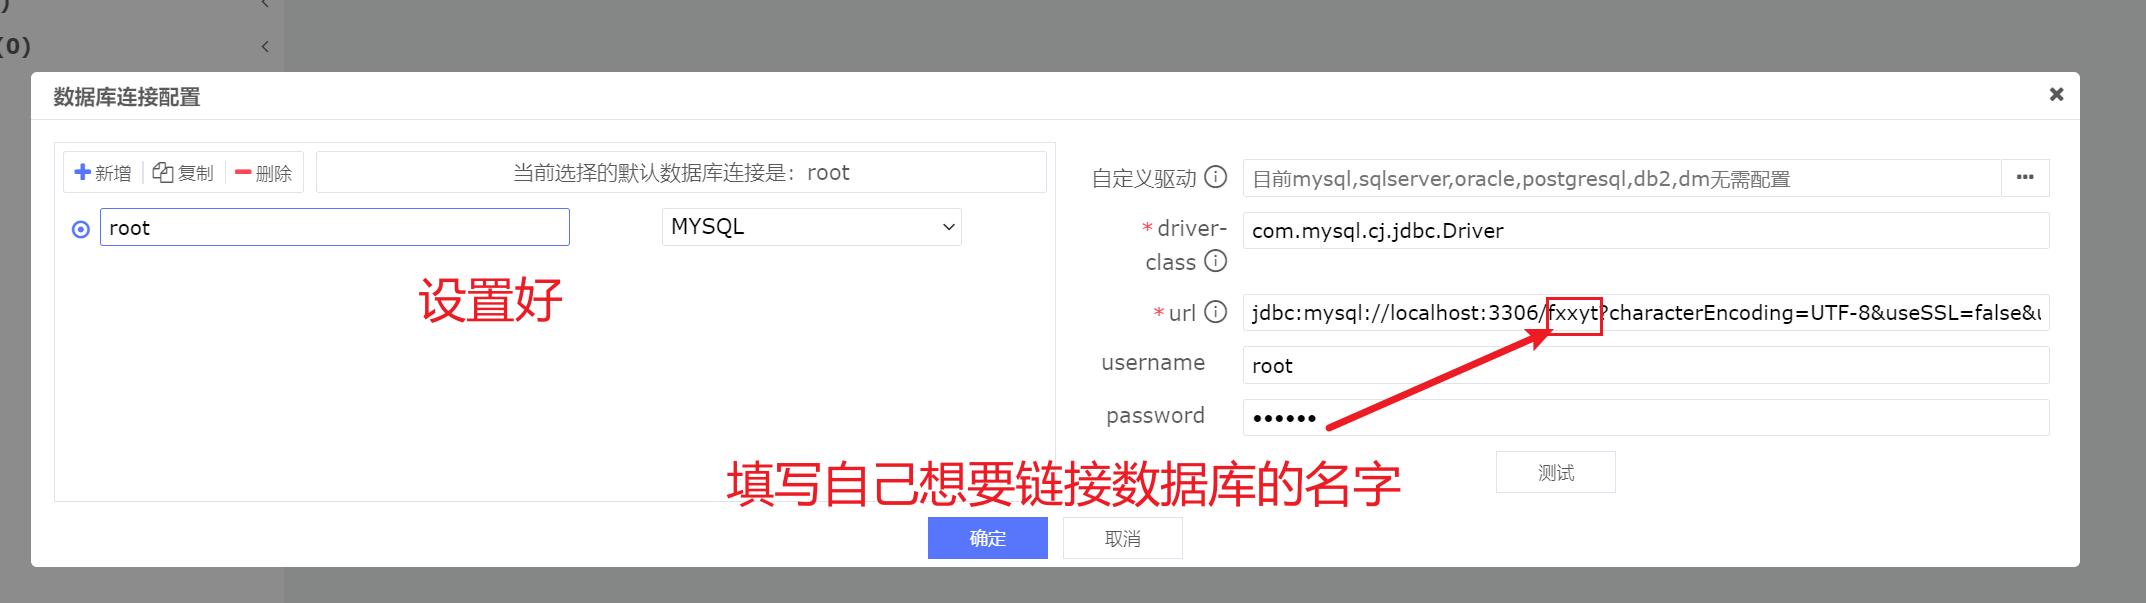 )
(0)
数据库连接配置
新增 复制 删除 当前选择的默认数据库连接是：root
root MYSQL
设置好
自定义驱动 目前mysql,sqlserver,oracle,postgresql,db2,dm无需配置
*driver-class com.mysql.cj.jdbc.Driver
*url jdbc:mysql://localhost:3306/fxxyt?characterEncoding=UTF-8&useSSL=false&u
username root
password ••••••
填写自己想要链接数据库的名字
测试
确定 取消